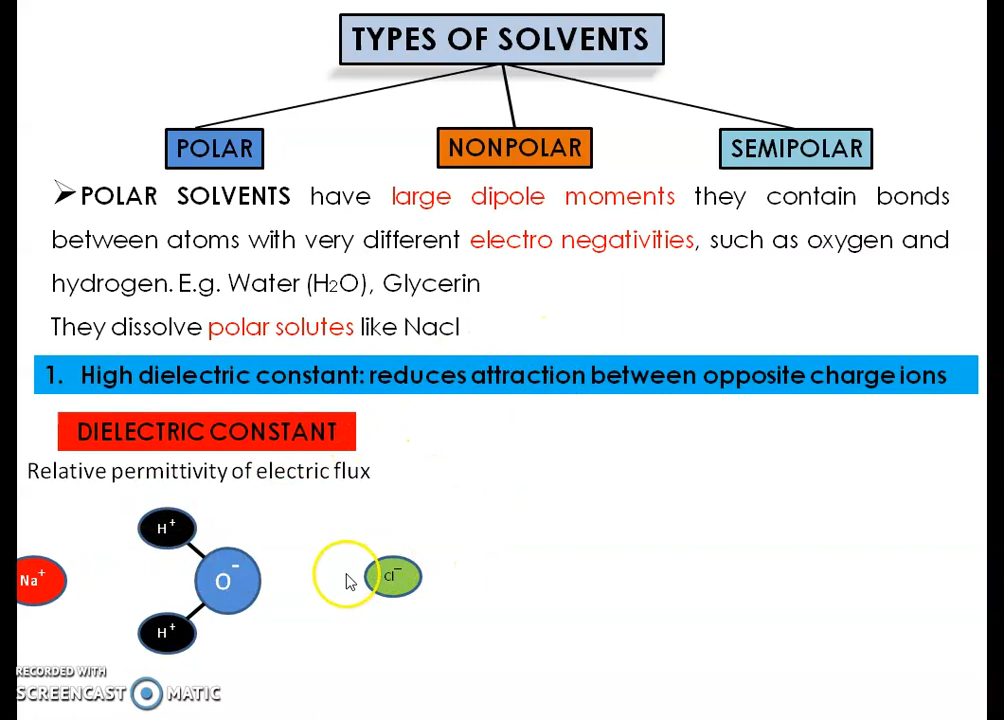 TYPES OF SOLVENTS
POLAR NONPOLAR SEMIPOLAR
POLAR SOLVENTS have large dipole moments they contain bonds
between atoms with very different electro negativities, such as oxygen and
hydrogen. E.g. Water (H2O), Glycerin
They dissolve polar solutes like Nacl
1. High dielectric constant: reduces attraction between opposite charge ions
DIELECTRIC CONSTANT
Relative permittivity of electric flux
H+
Na+ O− Cl−
H+
RECORDED WITH
SCREENCAST MATIC